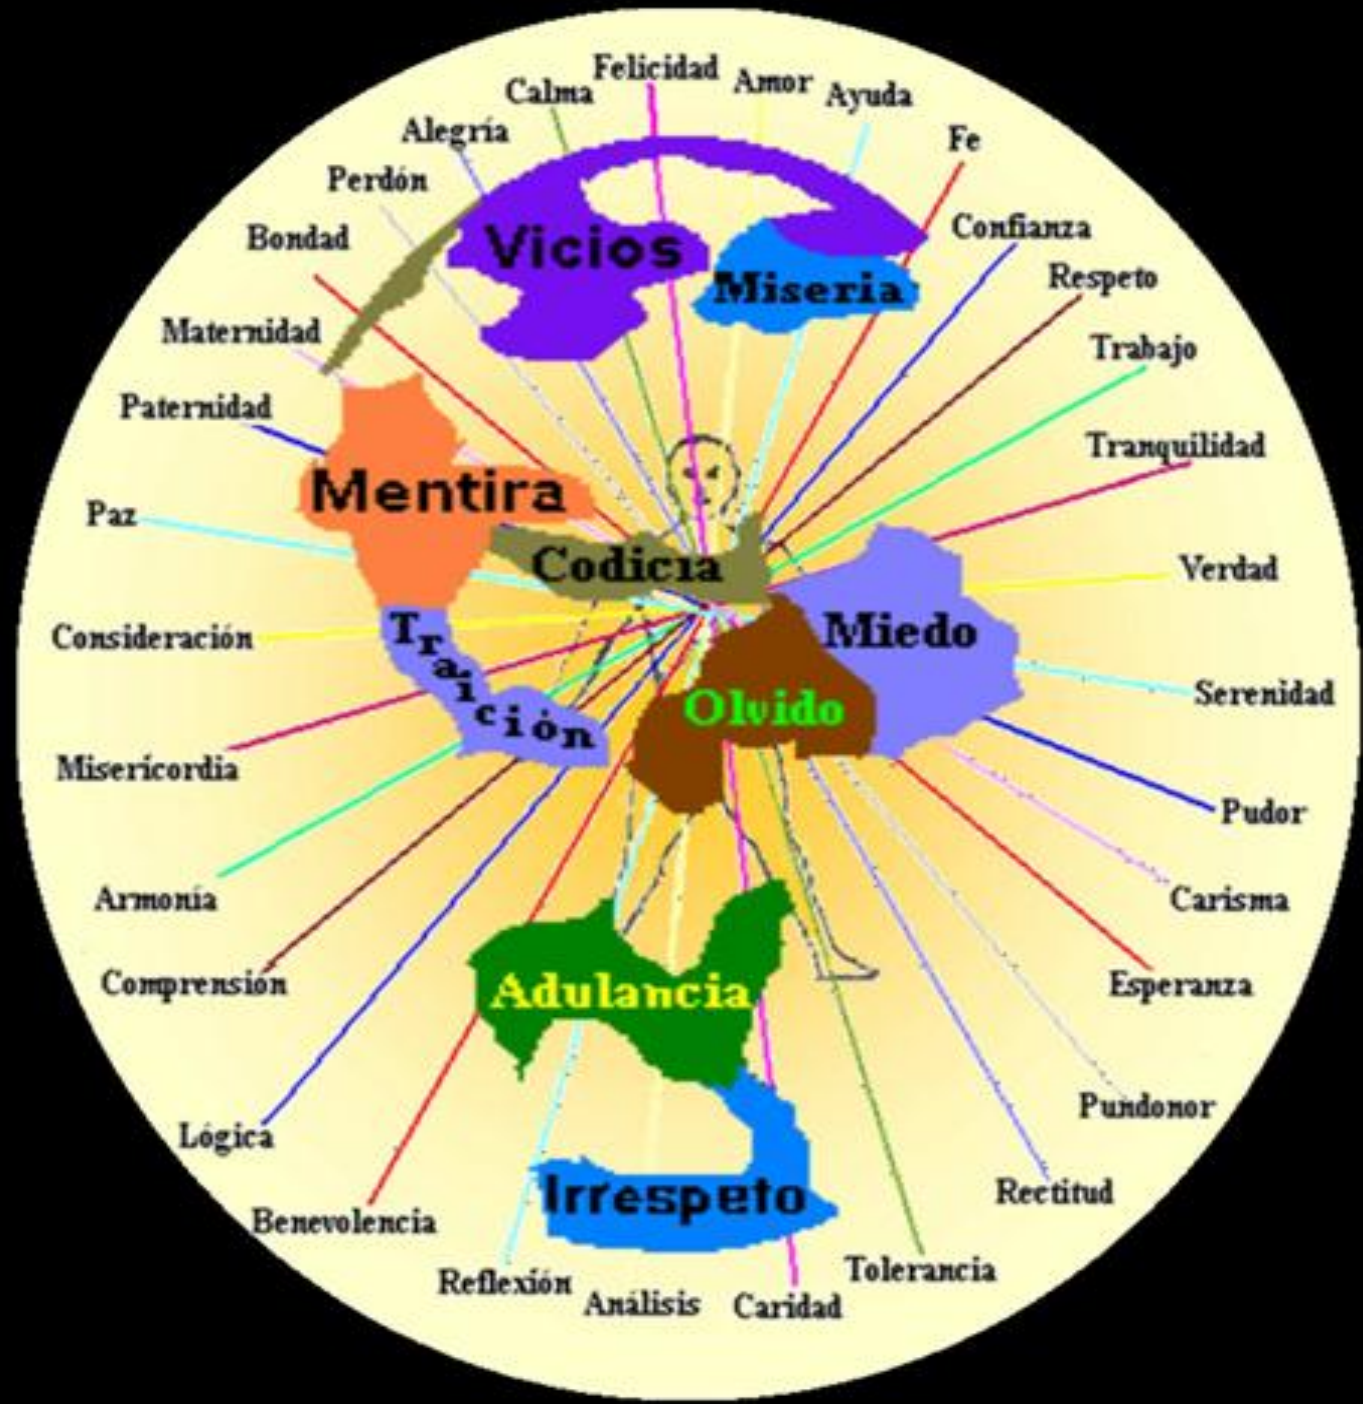 Felicidad
Amor
Calma
Ayuda
Alegría
Fe
Perdón
Confianza
Bondad
Vicios
Respeto
Miseria
Maternidad
Trabajo
Paternidad
Tranquilidad
Mentira
Paz
Codicia
Verdad
Consideración
Traición
Miedo
Serenidad
Olvido
Misericordia
Pudor
Armonía
Carisma
Comprensión
Adulancia
Esperanza
Pundonor
Lógica
Rectitud
Irrespeto
Benevolencia
Tolerancia
Reflexión
Análisis
Caridad